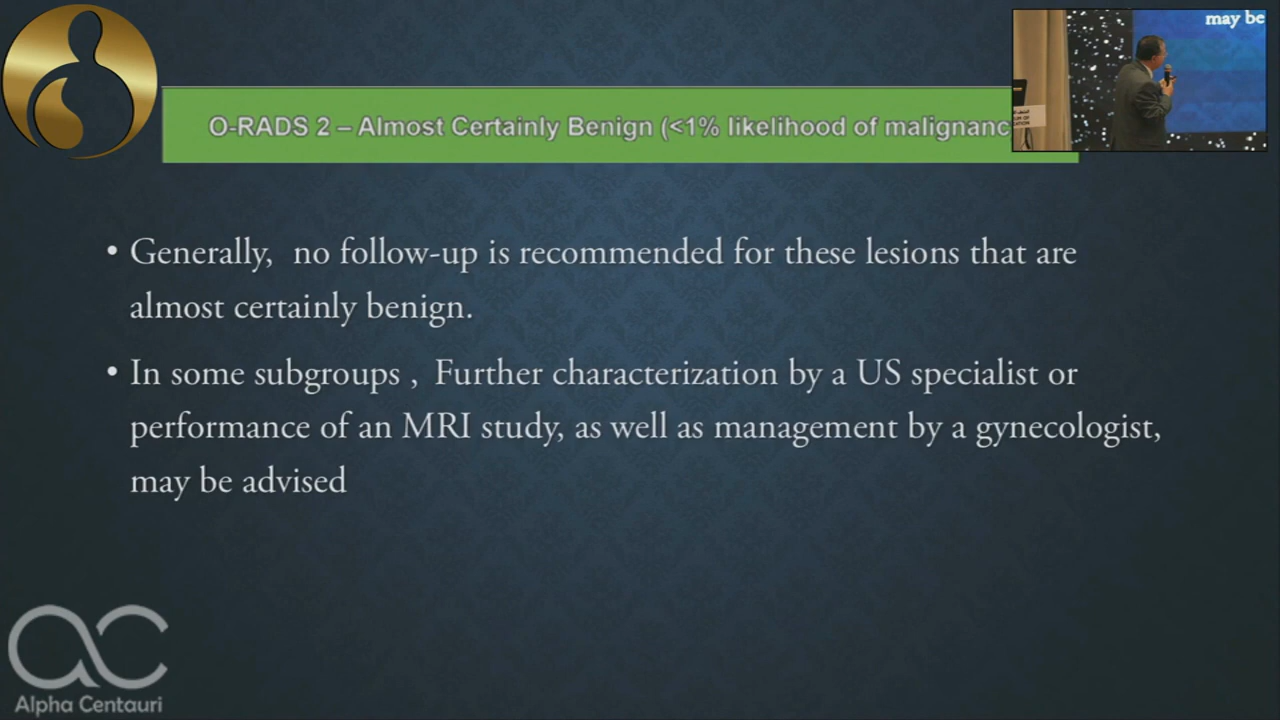 may be
O-RADS 2 – Almost Certainly Benign (<1% likelihood of malignanc
• Generally, no follow-up is recommended for these lesions that are
almost certainly benign.
• In some subgroups , Further characterization by a US specialist or
performance of an MRI study, as well as management by a gynecologist,
may be advised
Alpha Centauri